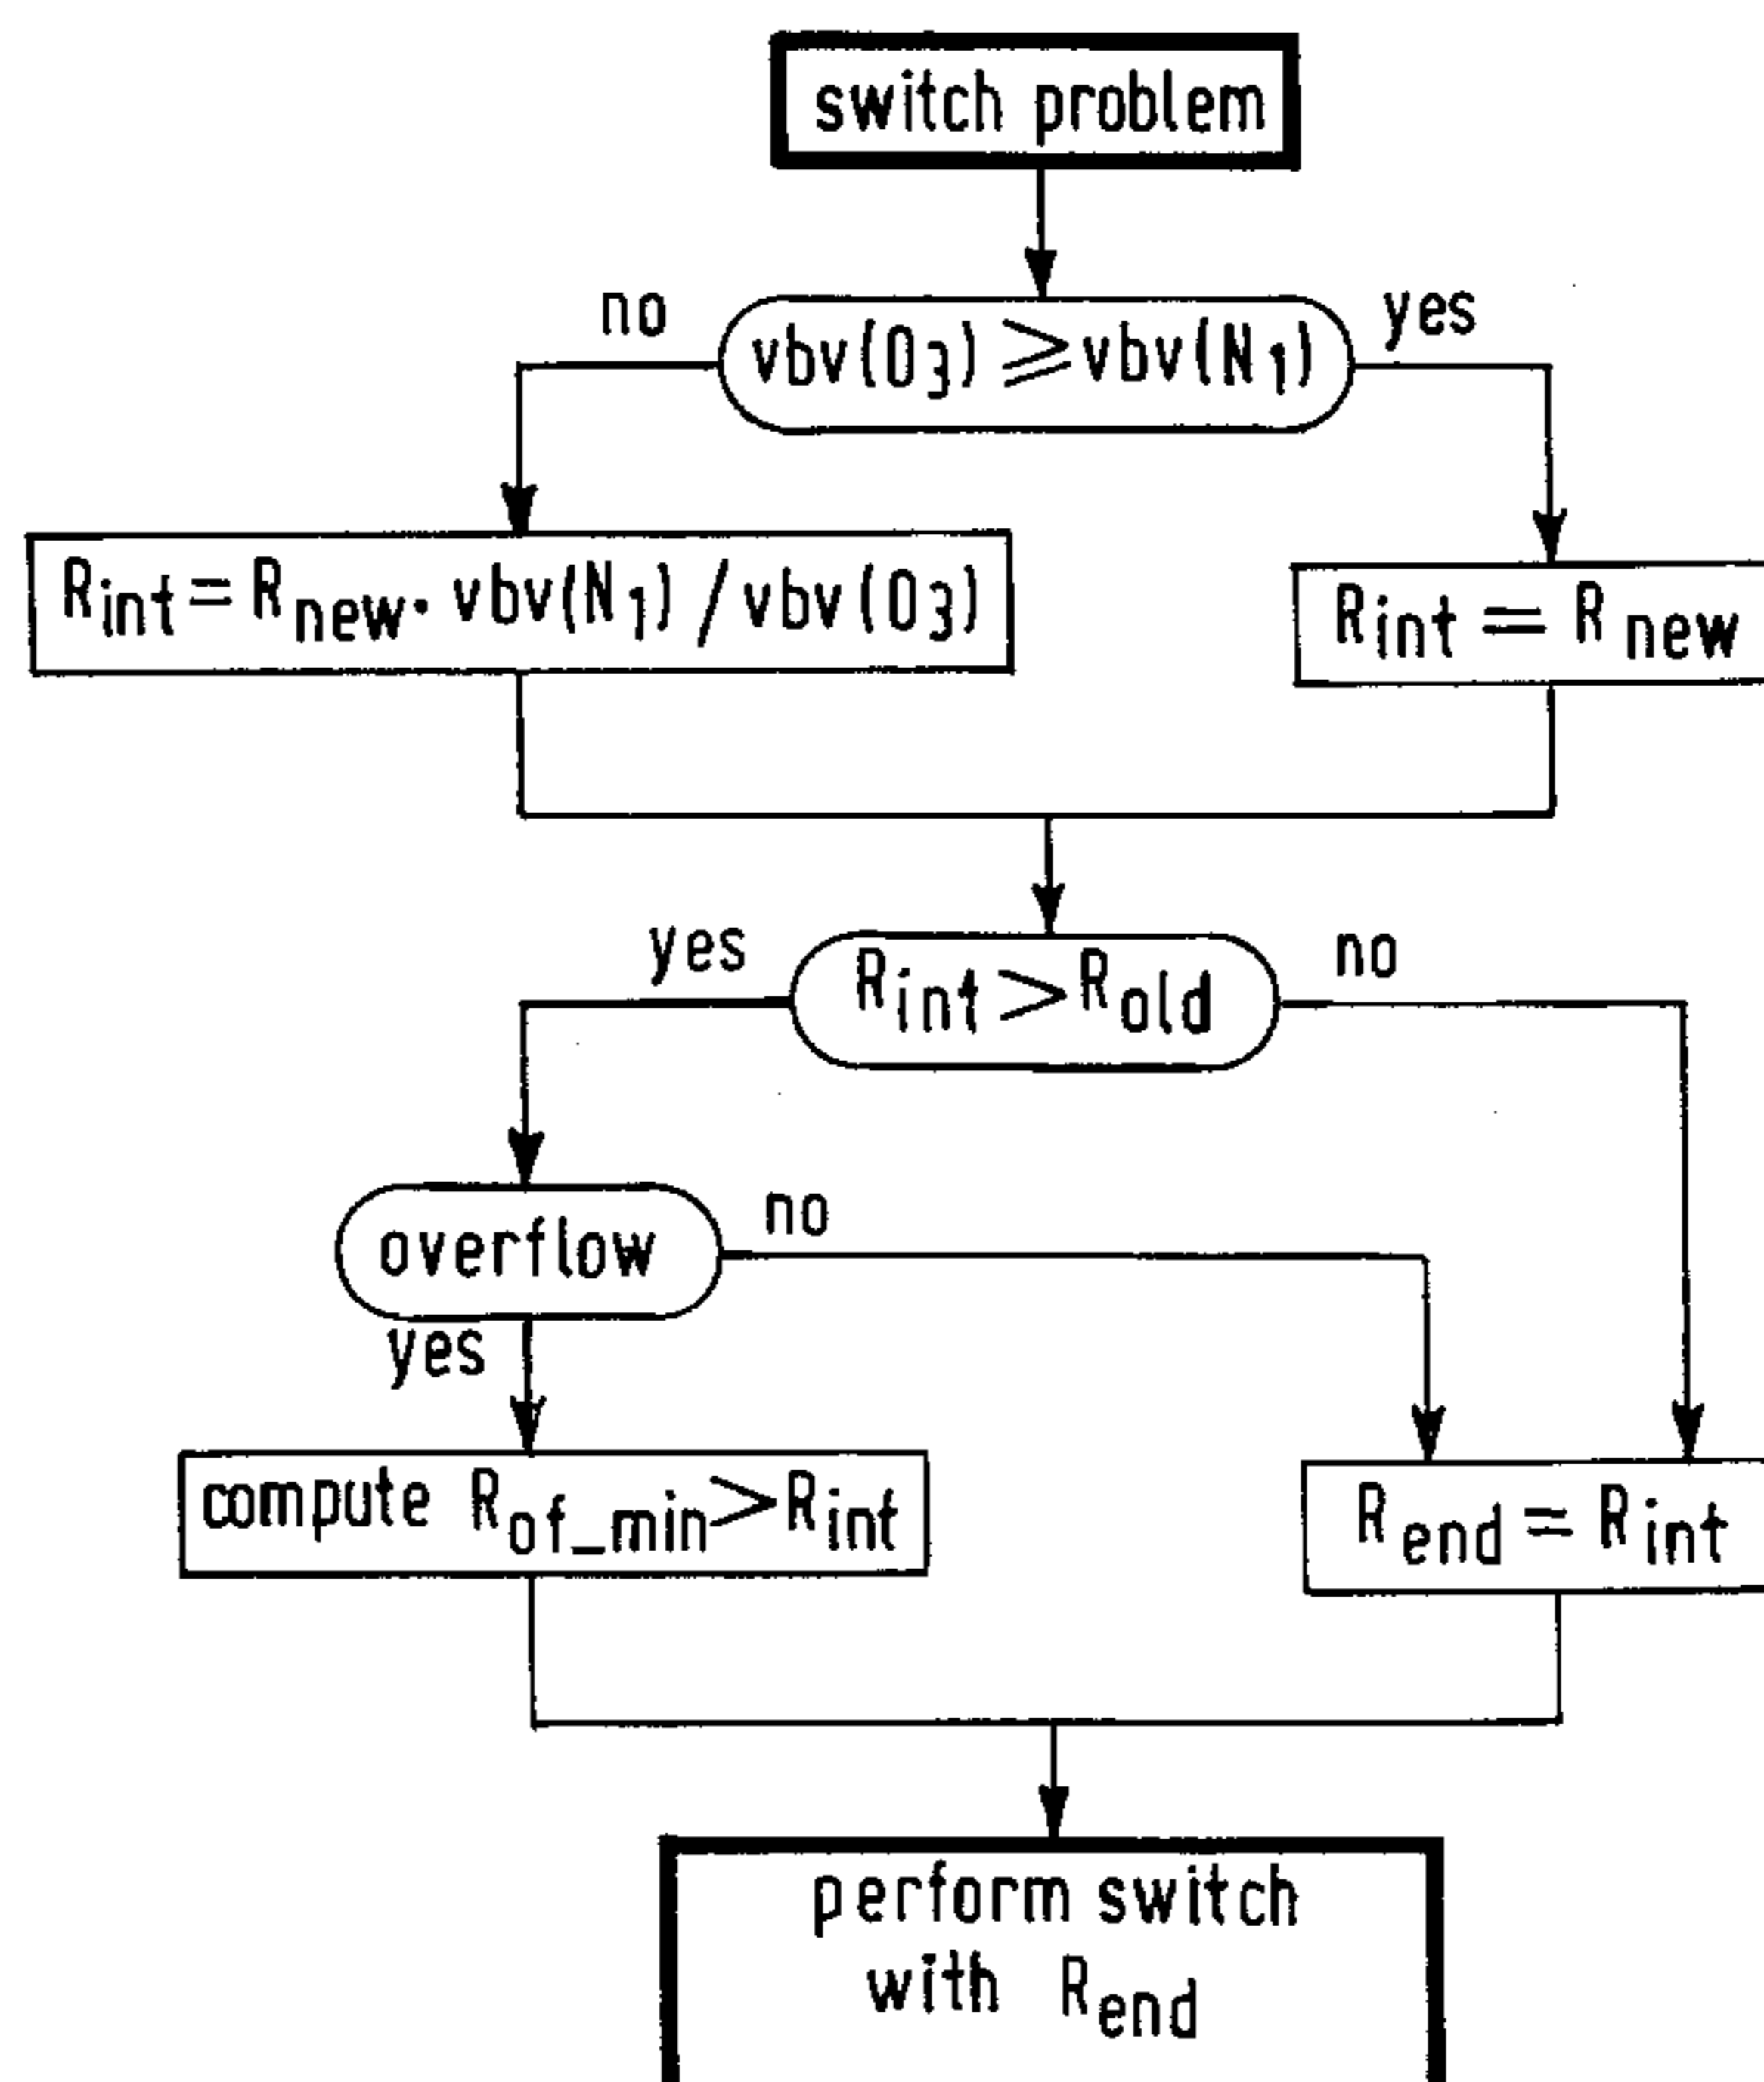 switch problem
no
vbv(O3) ⩾ vbv(N1)
yes
Rint = Rnew · vbv(N1) / vbv(O3)
Rint = Rnew
yes
Rint > Rold
no
overflow
no
yes
compute Rof_min > Rint
Rend = Rint
perform switch
with Rend